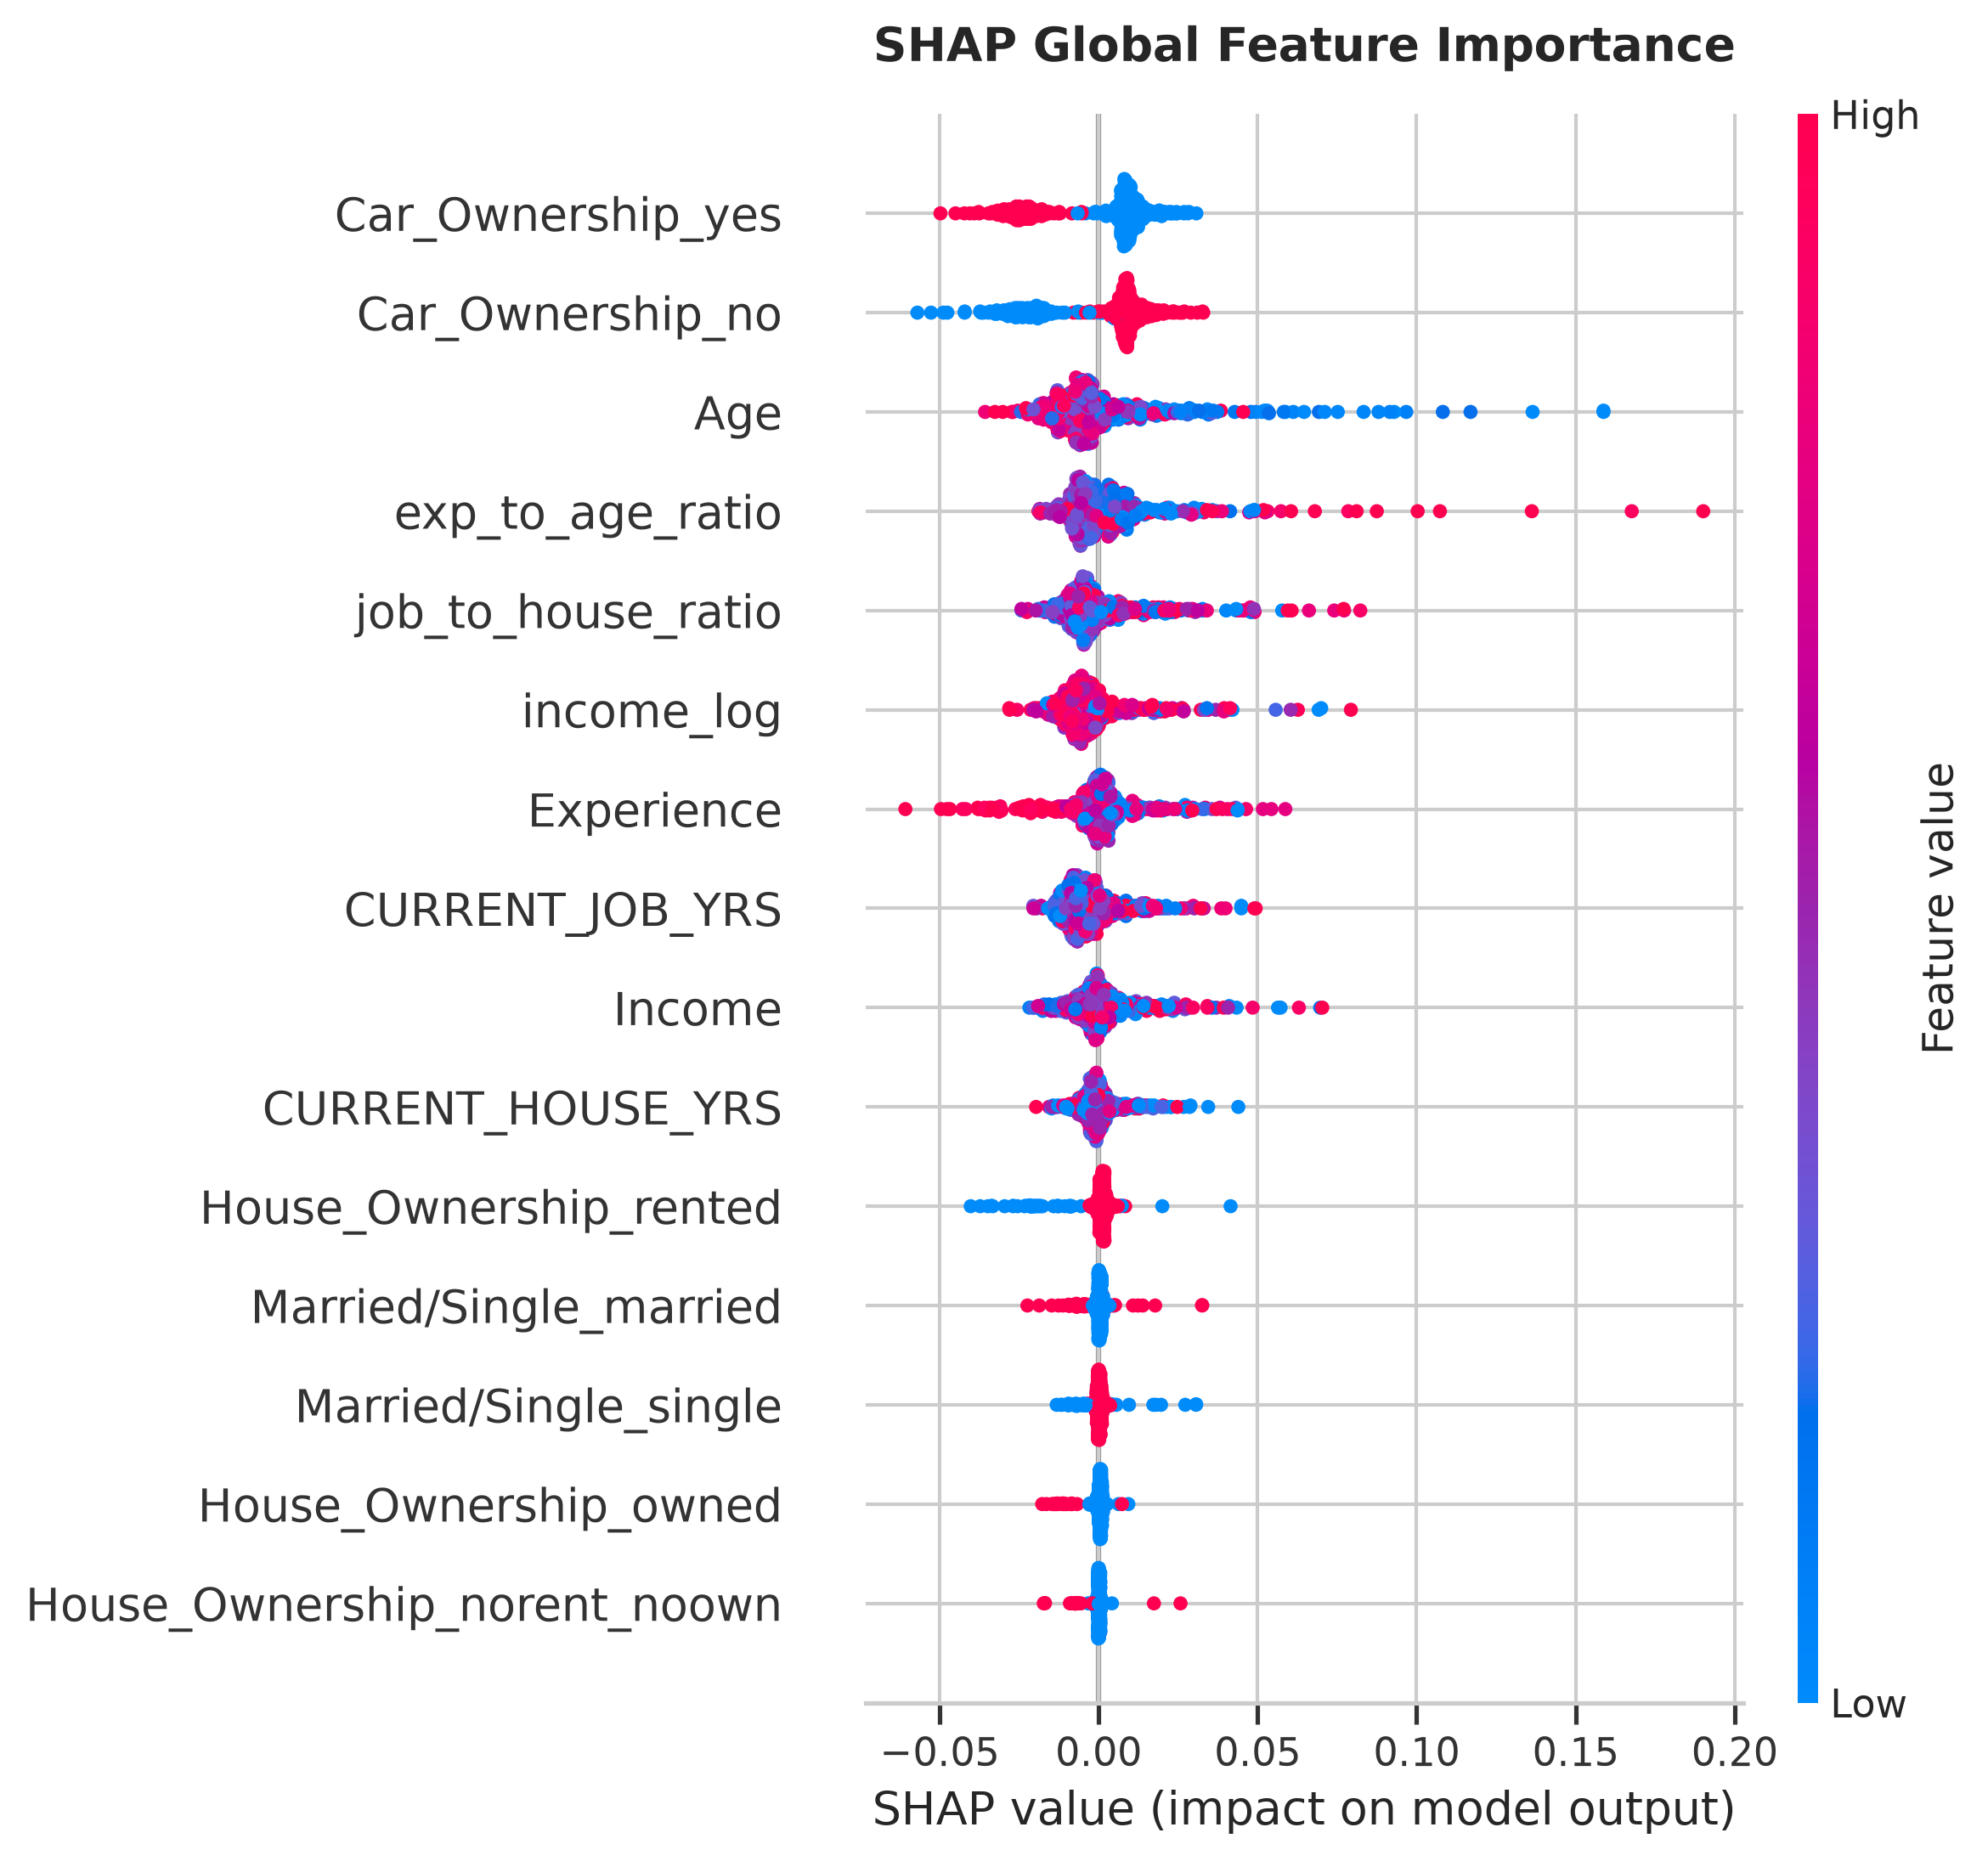 SHAP Global Feature Importance
High
Car_Ownership_yes
Car_Ownership_no
Age
exp_to_age_ratio
job_to_house_ratio
income_log
Experience
CURRENT_JOB_YRS
Income
CURRENT_HOUSE_YRS
House_Ownership_rented
Married/Single_married
Married/Single_single
House_Ownership_owned
House_Ownership_norent_noown
Feature value
Low
−0.05 0.00 0.05 0.10 0.15 0.20
SHAP value (impact on model output)